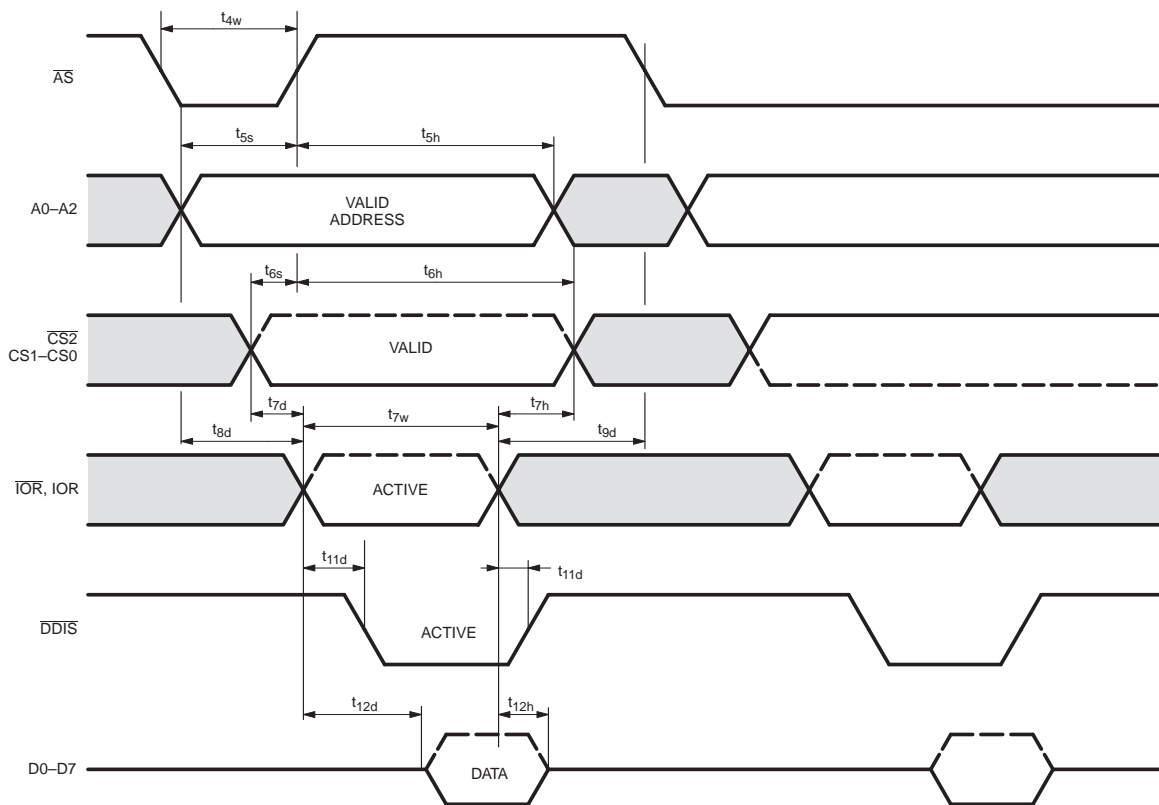 t4w
AS
t5s
t5h
A0–A2
VALID
ADDRESS
t6s
t6h
CS2
CS1–CS0
VALID
t7d
t7w
t7h
t8d
t9d
IOR, IOR
ACTIVE
t11d
t11d
DDIS
ACTIVE
t12d
t12h
D0–D7
DATA